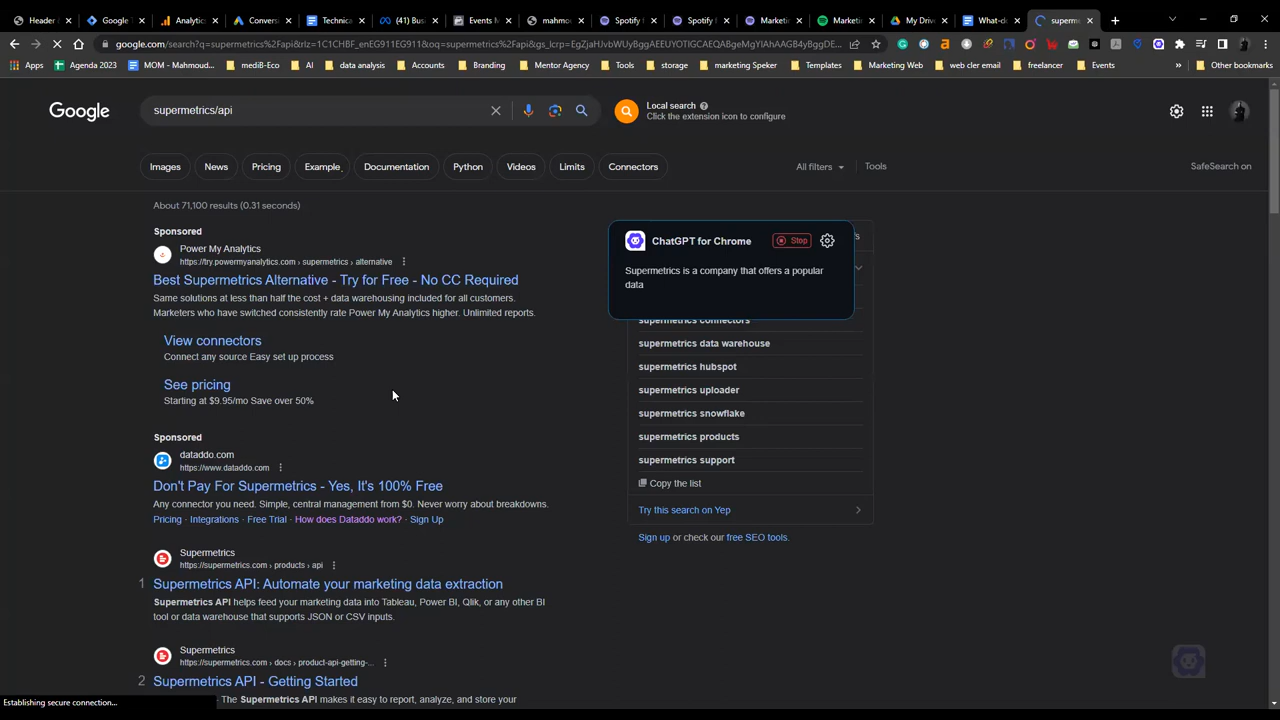 Header
Google T
Analytics
Convers
Technica
(41) Bus
Events M
mahmou
Spotify
Spotify
Marketin
Marketin
My Drive
What-do
superm
google.com/search?q=supermetrics%2Fapi&rlz=1C1CHBF_enEG911EG911&oq=supermetrics%2Fapi&gs_lcrp=EgZjaHJvbWUyBggAEEUYOTIGCAEQABgeMgYIAhAAGB4yBggDE...
Apps
Agenda 2023
MOM - Mahmoud...
mediB-Eco
AI
data analysis
Accounts
Branding
Mentor Agency
Tools
storage
marketing Speker
Templates
Marketing Web
web cler email
freelancer
Events
»
Other bookmarks
Google
supermetrics/api
Local search
Click the extension icon to configure
Images
News
Pricing
Example
Documentation
Python
Videos
Limits
Connectors
All filters
Tools
SafeSearch on
About 71,100 results (0.31 seconds)
Sponsored
Power My Analytics
https://try.powermyanalytics.com › supermetrics › alternative
Best Supermetrics Alternative - Try for Free - No CC Required
Same solutions at less than half the cost + data warehousing included for all customers.
Marketers who have switched consistently rate Power My Analytics higher. Unlimited reports.
View connectors
Connect any source Easy set up process
See pricing
Starting at $9.95/mo Save over 50%
Sponsored
dataddo.com
https://www.dataddo.com
Don't Pay For Supermetrics - Yes, It's 100% Free
Any connector you need. Simple, central management from $0. Never worry about breakdowns.
Pricing · Integrations · Free Trial · How does Dataddo work? · Sign Up
Supermetrics
https://supermetrics.com › products › api
1 Supermetrics API: Automate your marketing data extraction
Supermetrics API helps feed your marketing data into Tableau, Power BI, Qlik, or any other BI
tool or data warehouse that supports JSON or CSV inputs.
Supermetrics
https://supermetrics.com › docs › product-api-getting-...
2 Supermetrics API - Getting Started
The Supermetrics API makes it easy to report, analyze, and store your
ChatGPT for Chrome
Stop
Supermetrics is a company that offers a popular
data
supermetrics connectors
supermetrics data warehouse
supermetrics hubspot
supermetrics uploader
supermetrics snowflake
supermetrics products
supermetrics support
Copy the list
Try this search on Yep
Sign up or check our free SEO tools.
Establishing secure connection...